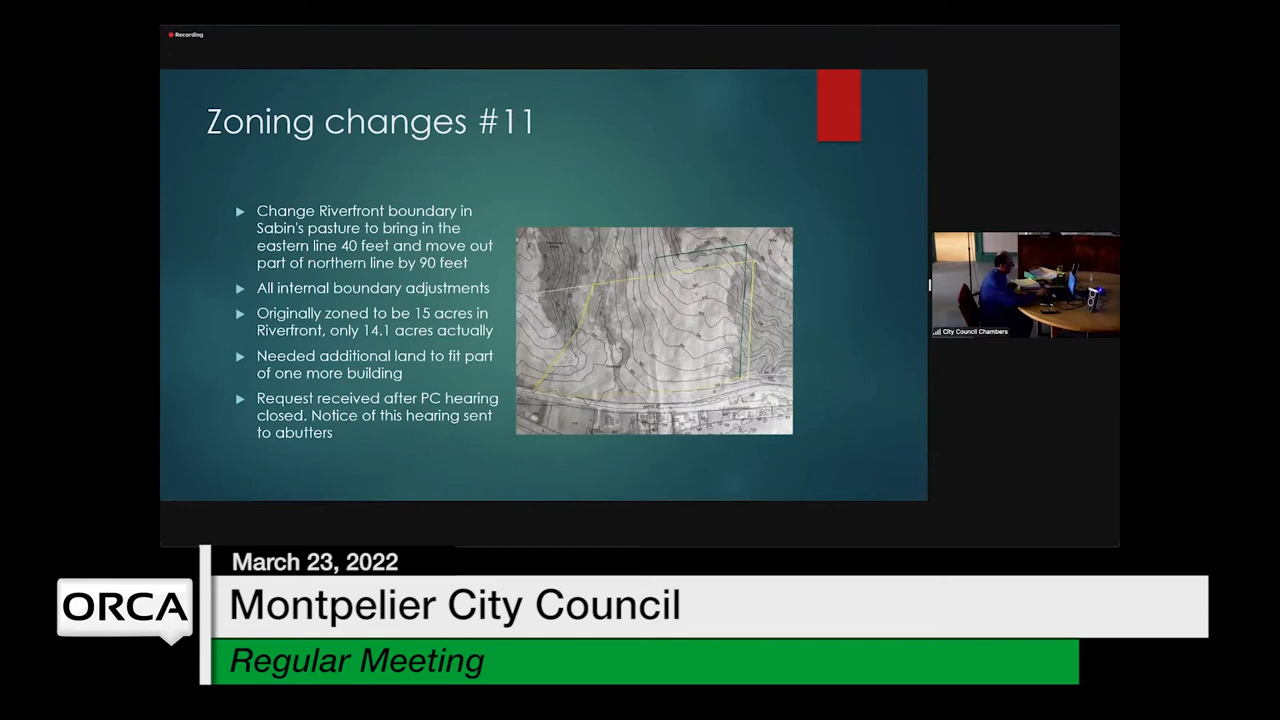 Recording
Zoning changes #11
Change Riverfront boundary in
Sabin's pasture to bring in the
eastern line 40 feet and move out
part of northern line by 90 feet
All internal boundary adjustments
Originally zoned to be 15 acres in
Riverfront, only 14.1 acres actually
Needed additional land to fit part
of one more building
Request received after PC hearing
closed. Notice of this hearing sent
to abutters
City Council Chambers
March 23, 2022
ORCA
Montpelier City Council
Regular Meeting